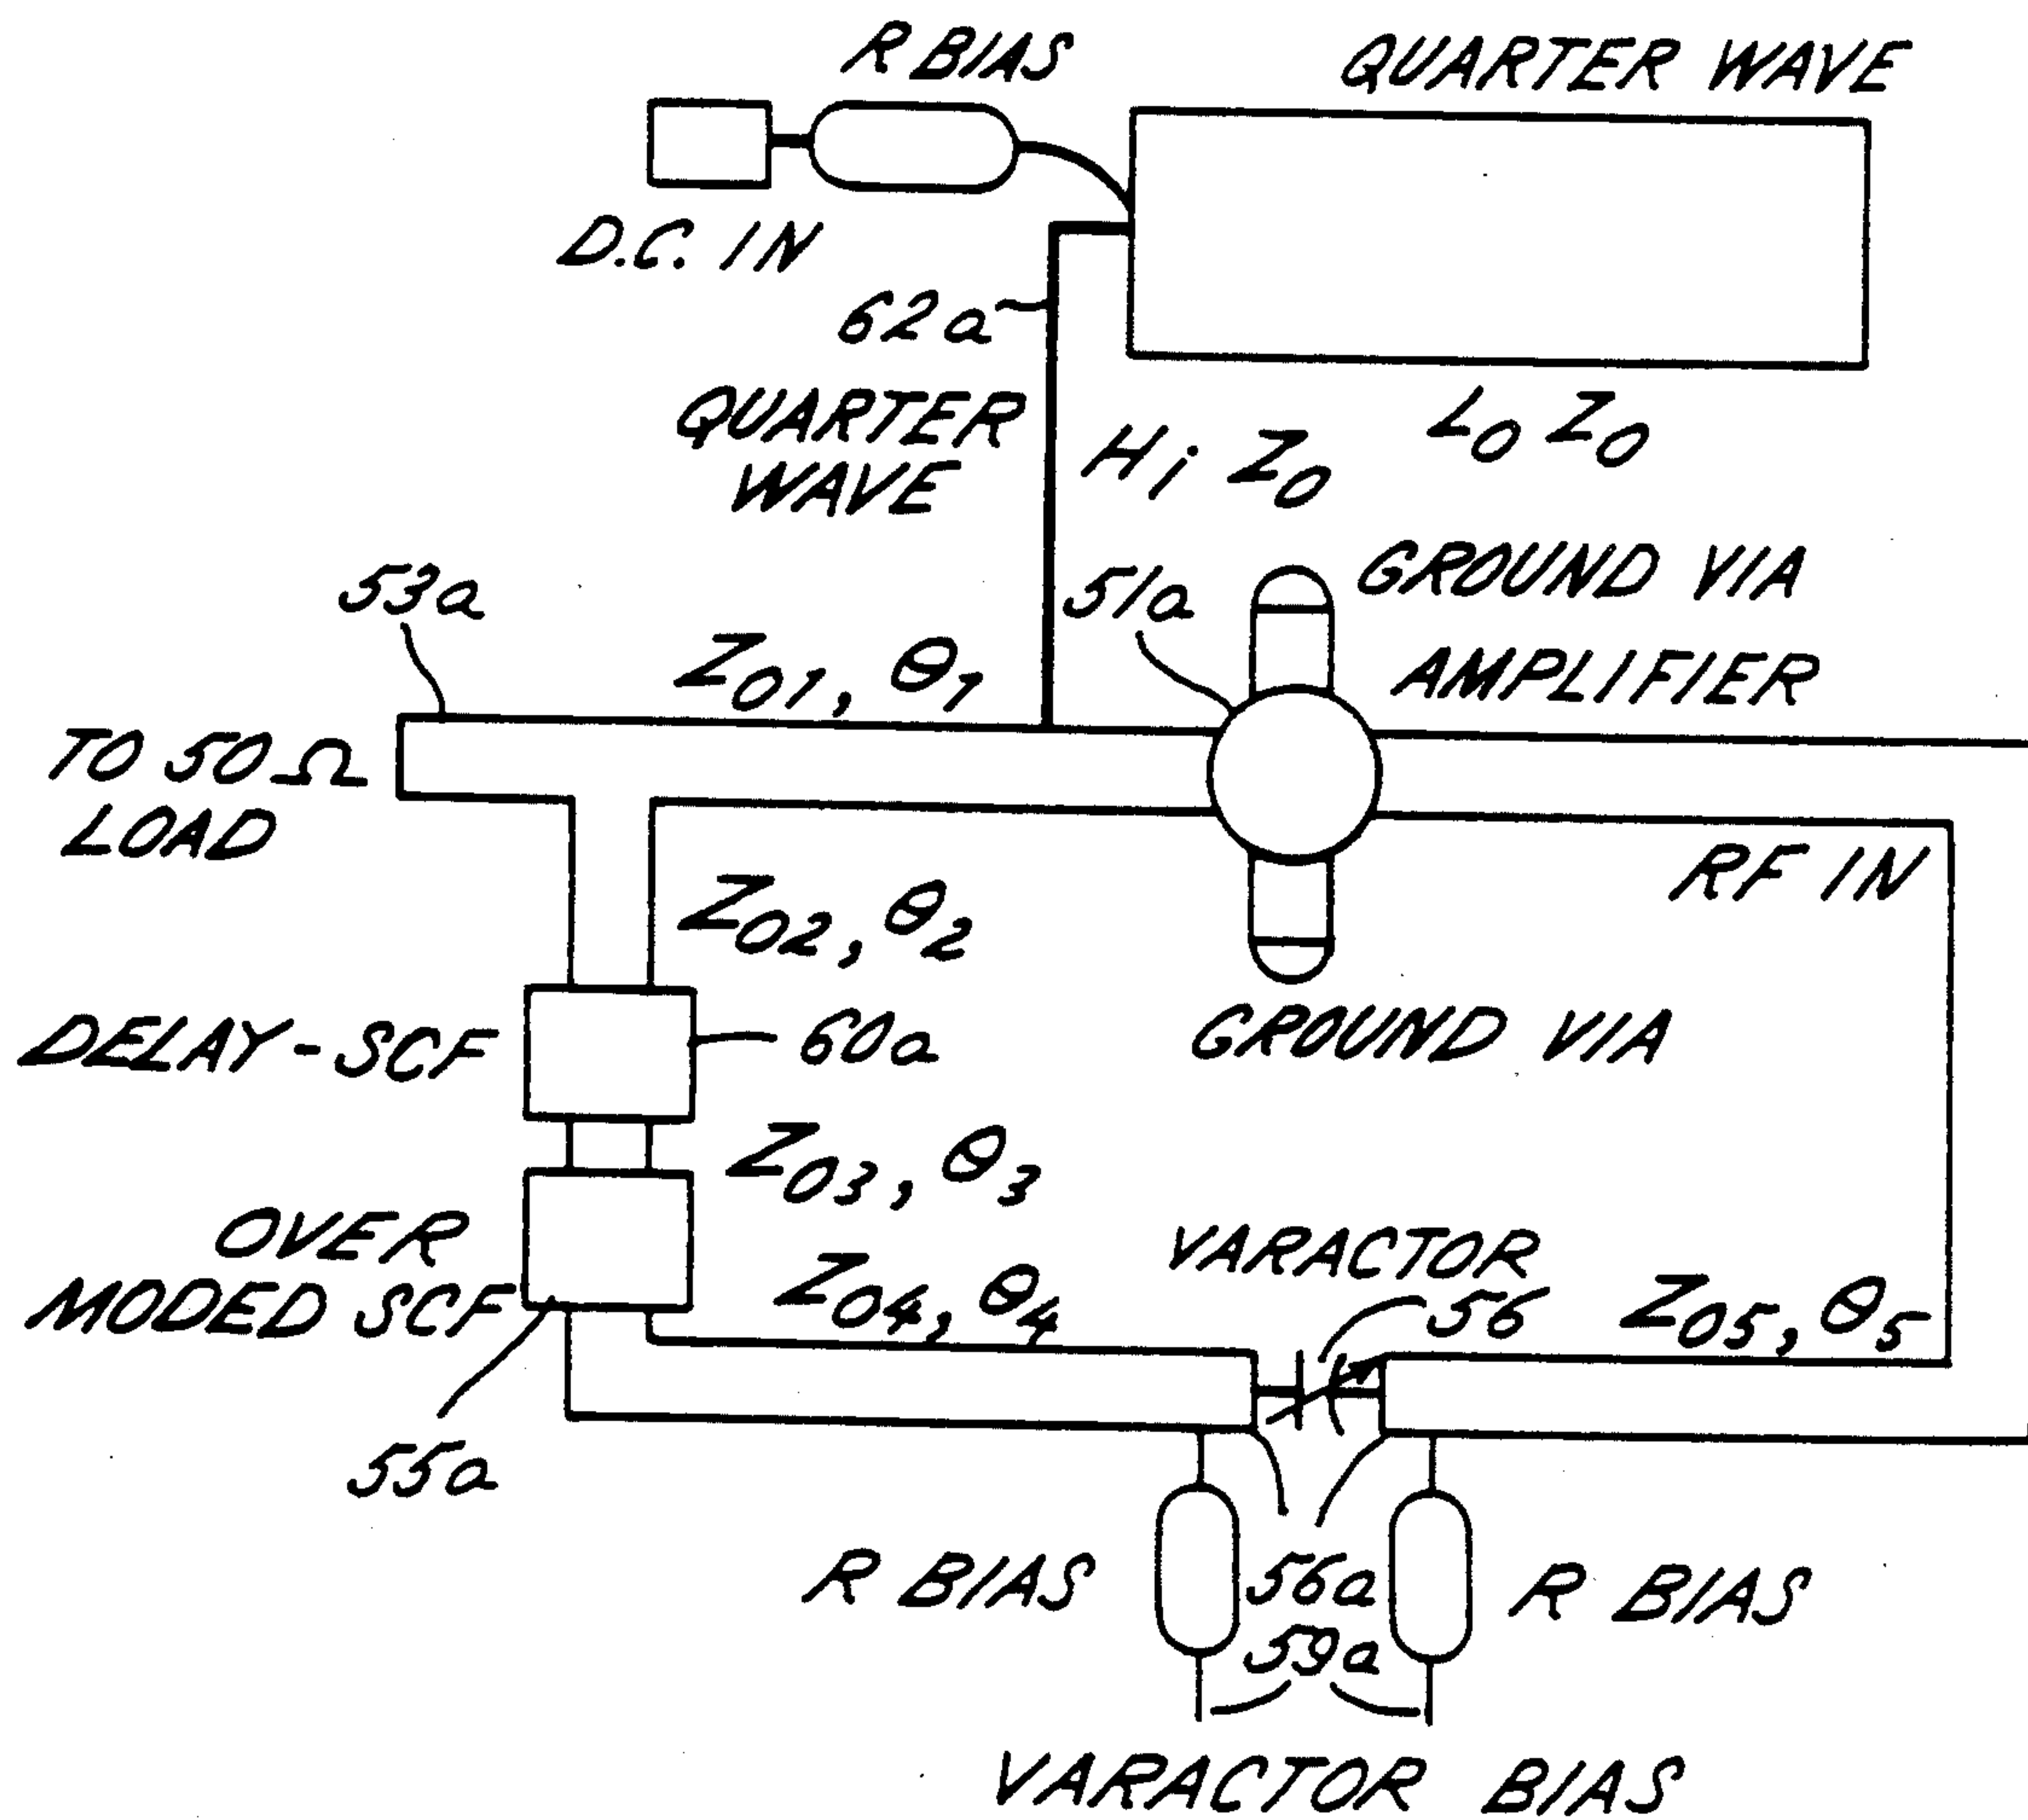 R BIAS
QUARTER WAVE
D.C. IN
62a
QUARTER
WAVE
Hi Z0
L0 Z0
53a
51a
GROUND VIA
AMPLIFIER
Z01, θ1
TO 50 Ω
LOAD
RF IN
Z02, θ2
DELAY-SCF
60a
GROUND VIA
Z03, θ3
OVER
MODED SCF
Z04, θ4
VARACTOR
56
Z05, θ5
55a
R BIAS
56a
R BIAS
59a
VARACTOR BIAS